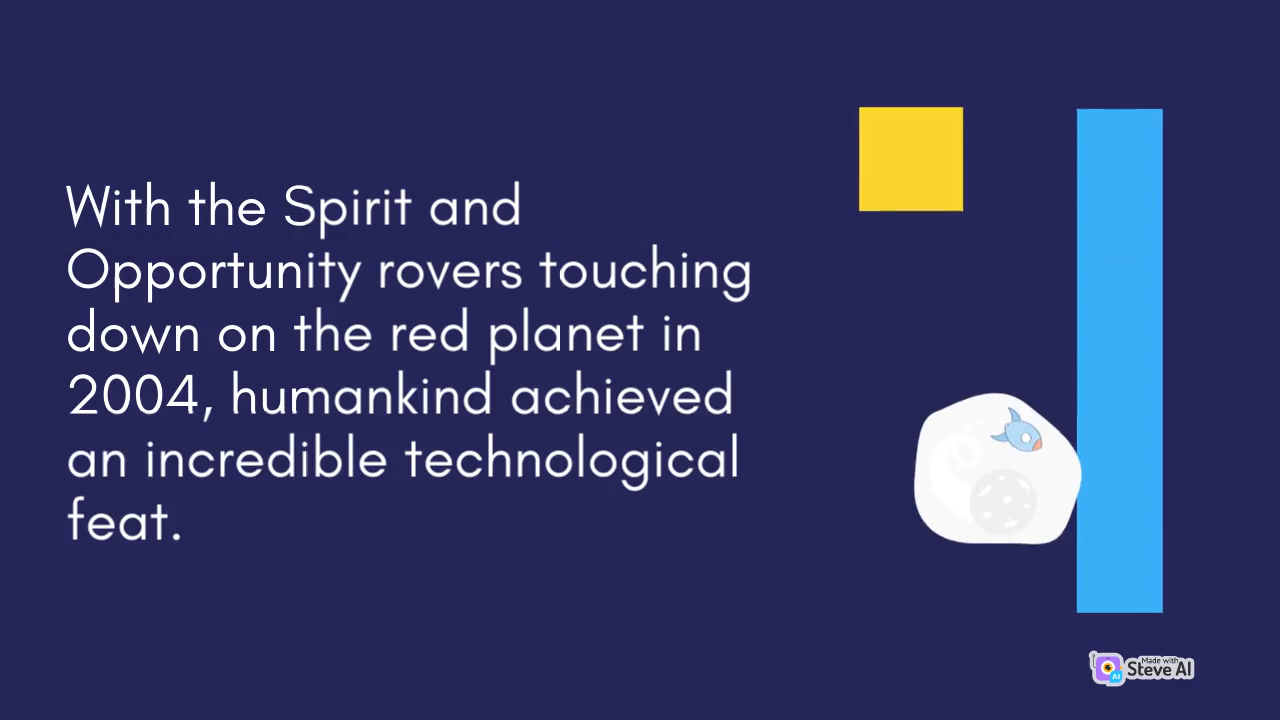 With the Spirit and
Opportunity rovers touching
down on the red planet in
2004, humankind achieved
an incredible technological
feat.
Made with
Steve AI
AI